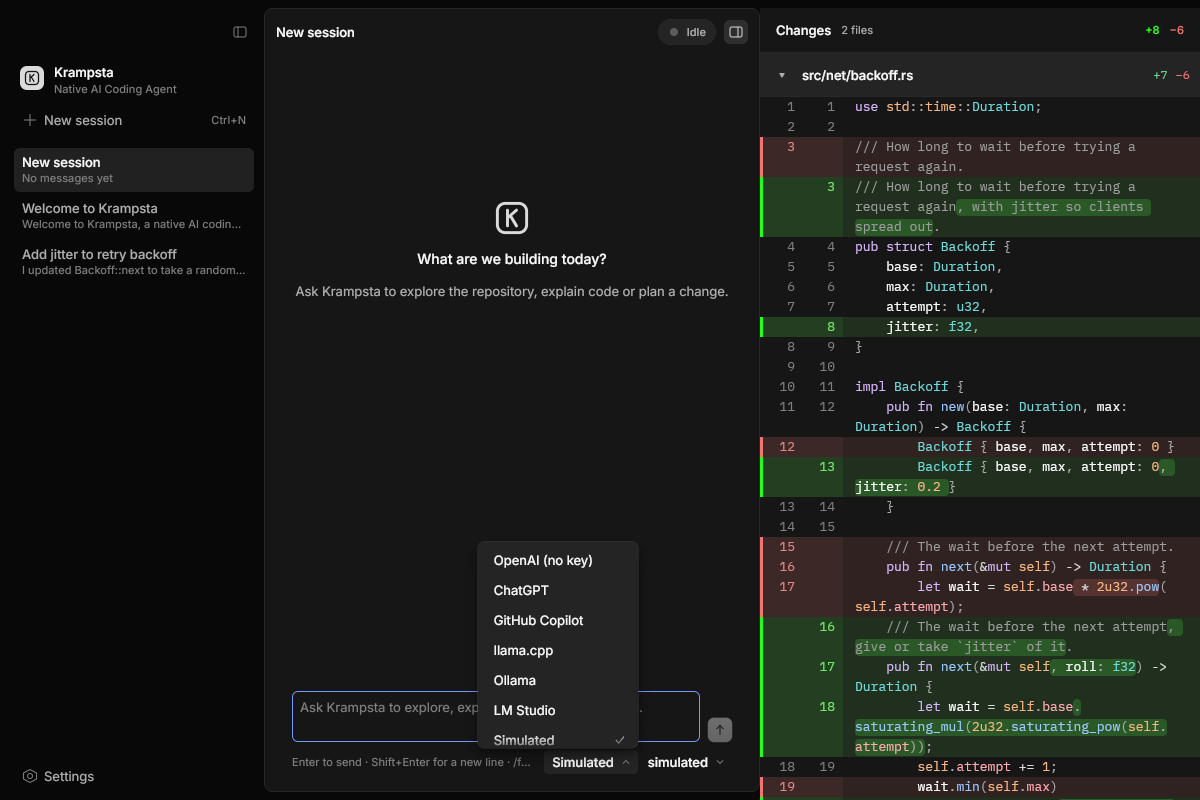 Krampsta
Native AI Coding Agent
New session
Ctrl+N
New session
No messages yet
Welcome to Krampsta
Welcome to Krampsta, a native AI codin...
Add jitter to retry backoff
I updated Backoff::next to take a random...
Settings
New session
Idle
K
What are we building today?
Ask Krampsta to explore the repository, explain code or plan a change.
OpenAI (no key)
ChatGPT
GitHub Copilot
llama.cpp
Ollama
LM Studio
Simulated
Ask Krampsta to explore, exp
Enter to send · Shift+Enter for a new line · /f...
Simulated
simulated
Changes 2 files +8 −6
src/net/backoff.rs +7 −6
1 1 use std::time::Duration;
2 2
3 /// How long to wait before trying a
request again.
3 /// How long to wait before trying a
request again, with jitter so clients
spread out.
4 4 pub struct Backoff {
5 5 base: Duration,
6 6 max: Duration,
7 7 attempt: u32,
8 jitter: f32,
8 9 }
9 10
10 11 impl Backoff {
11 12 pub fn new(base: Duration, max:
Duration) -> Backoff {
12 Backoff { base, max, attempt: 0 }
13 Backoff { base, max, attempt: 0,
jitter: 0.2 }
13 14 }
14 15
15 /// The wait before the next attempt.
16 pub fn next(&mut self) -> Duration {
17 let wait = self.base * 2u32.pow(
self.attempt);
16 /// The wait before the next attempt,
give or take `jitter` of it.
17 pub fn next(&mut self, roll: f32) ->
Duration {
18 let wait = self.base.
saturating_mul(2u32.saturating_pow(self.
attempt));
18 19 self.attempt += 1;
19 wait.min(self.max)